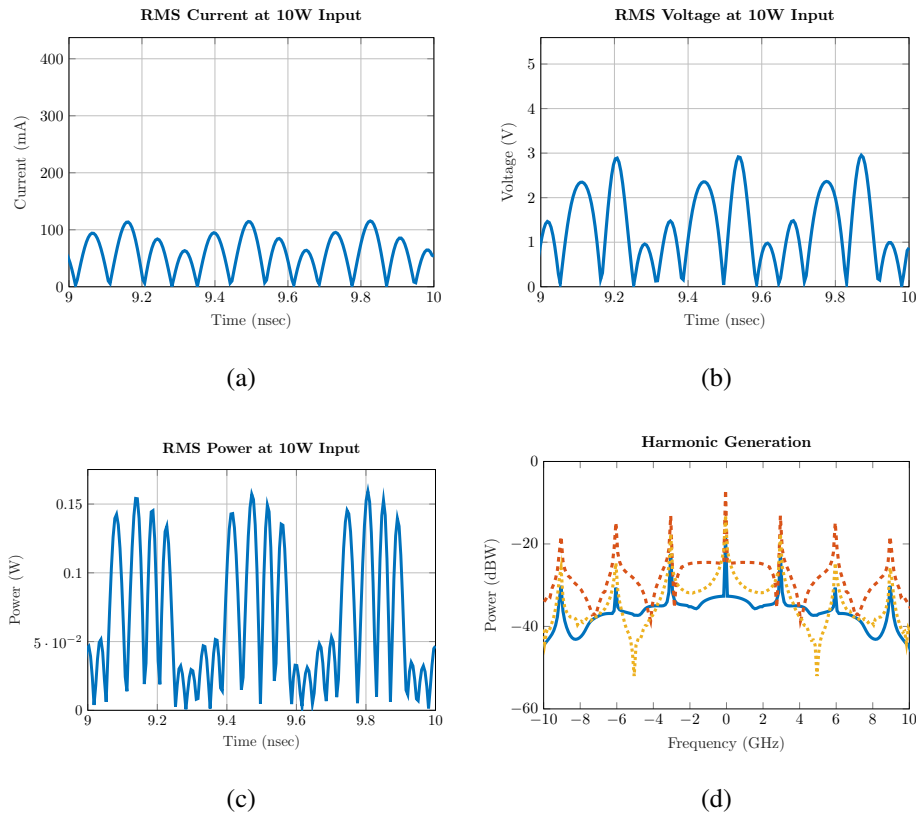 RMS Current at 10W Input
400
300
200
100
0
Current (mA)
9 9.2 9.4 9.6 9.8 10
Time (nsec)
(a)
RMS Voltage at 10W Input
5
4
3
2
1
0
Voltage (V)
9 9.2 9.4 9.6 9.8 10
Time (nsec)
(b)
RMS Power at 10W Input
0.15
0.1
5 · 10⁻²
0
Power (W)
9 9.2 9.4 9.6 9.8 10
Time (nsec)
(c)
Harmonic Generation
0
−20
−40
−60
Power (dBW)
−10 −8 −6 −4 −2 0 2 4 6 8 10
Frequency (GHz)
(d)